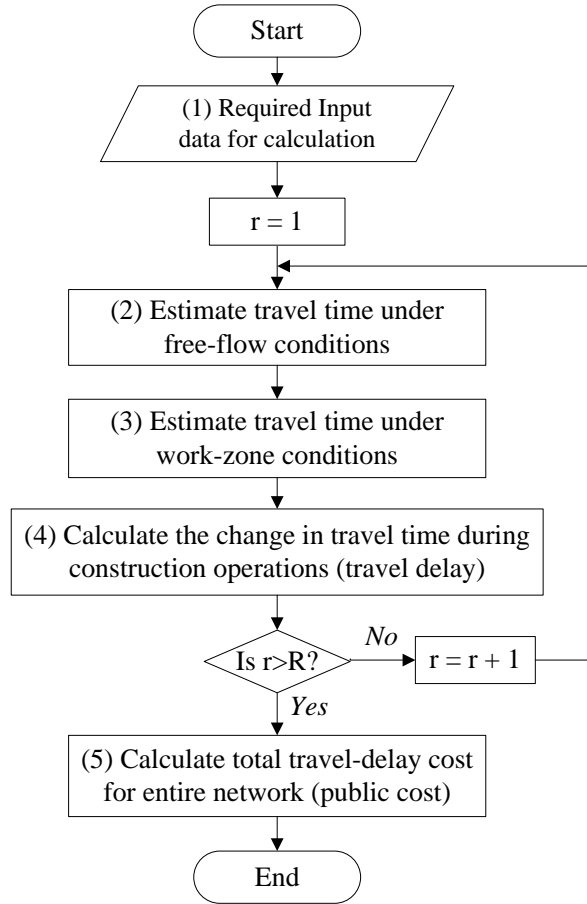 Start
(1) Required Input
data for calculation
r = 1
(2) Estimate travel time under
free-flow conditions
(3) Estimate travel time under
work-zone conditions
(4) Calculate the change in travel time during
construction operations (travel delay)
Is r>R?
No
r = r + 1
Yes
(5) Calculate total travel-delay cost
for entire network (public cost)
End